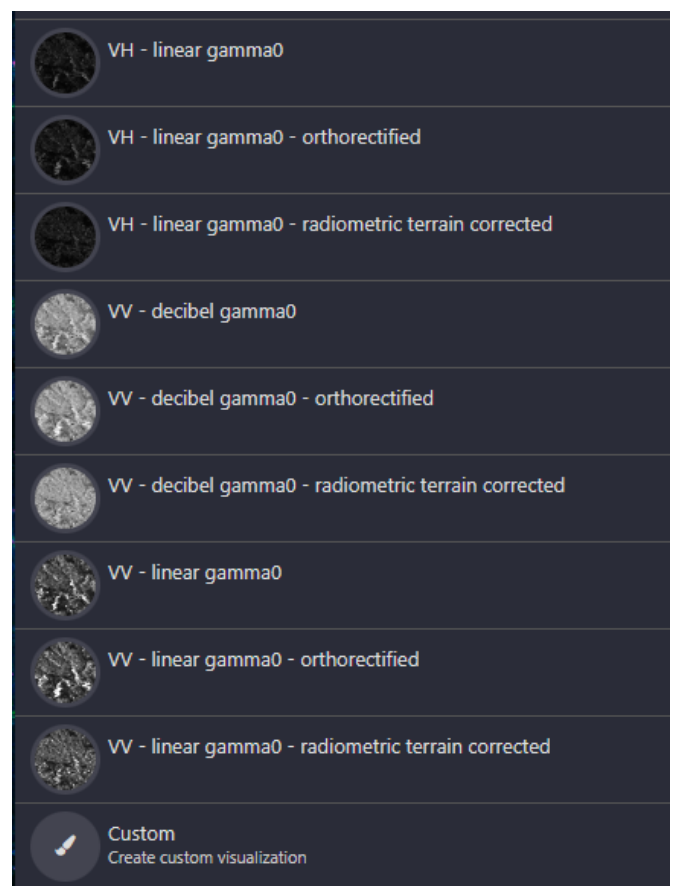 VH - linear gamma0
VH - linear gamma0 - orthorectified
VH - linear gamma0 - radiometric terrain corrected
VV - decibel gamma0
VV - decibel gamma0 - orthorectified
VV - decibel gamma0 - radiometric terrain corrected
VV - linear gamma0
VV - linear gamma0 - orthorectified
VV - linear gamma0 - radiometric terrain corrected
Custom
Create custom visualization